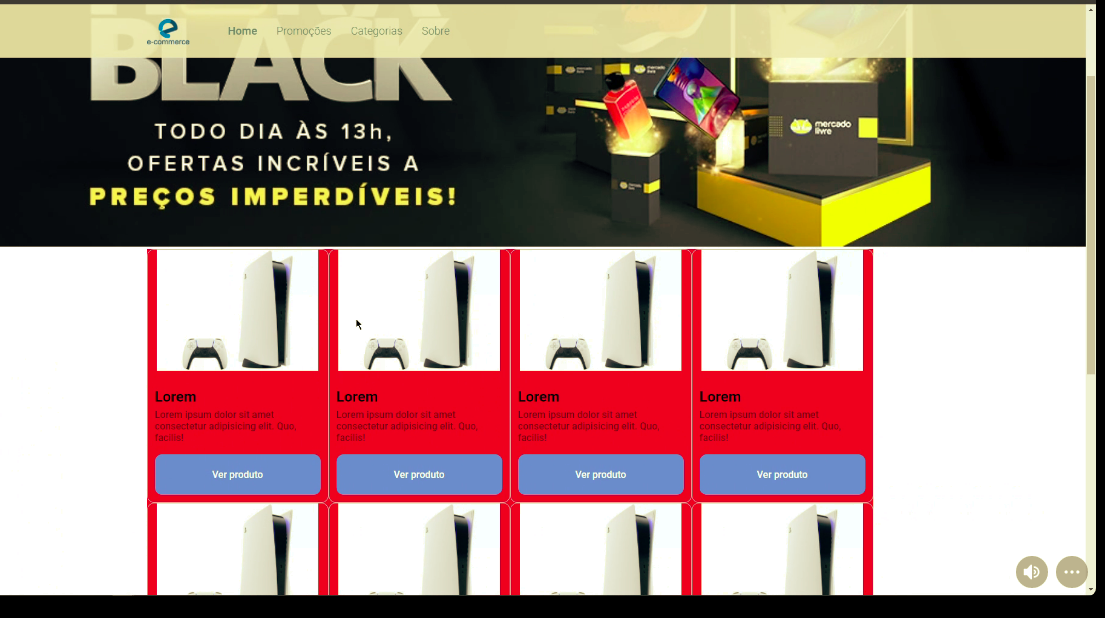 e-commerce
Home Promoções Categorias Sobre
BLACK
TODO DIA ÀS 13h,
OFERTAS INCRÍVEIS A
PREÇOS IMPERDÍVEIS!
mercado
livre
Lorem
Lorem ipsum dolor sit amet
consectetur adipisicing elit. Quo,
facilis!
Ver produto
Lorem
Lorem ipsum dolor sit amet
consectetur adipisicing elit. Quo,
facilis!
Ver produto
Lorem
Lorem ipsum dolor sit amet
consectetur adipisicing elit. Quo,
facilis!
Ver produto
Lorem
Lorem ipsum dolor sit amet
consectetur adipisicing elit. Quo,
facilis!
Ver produto